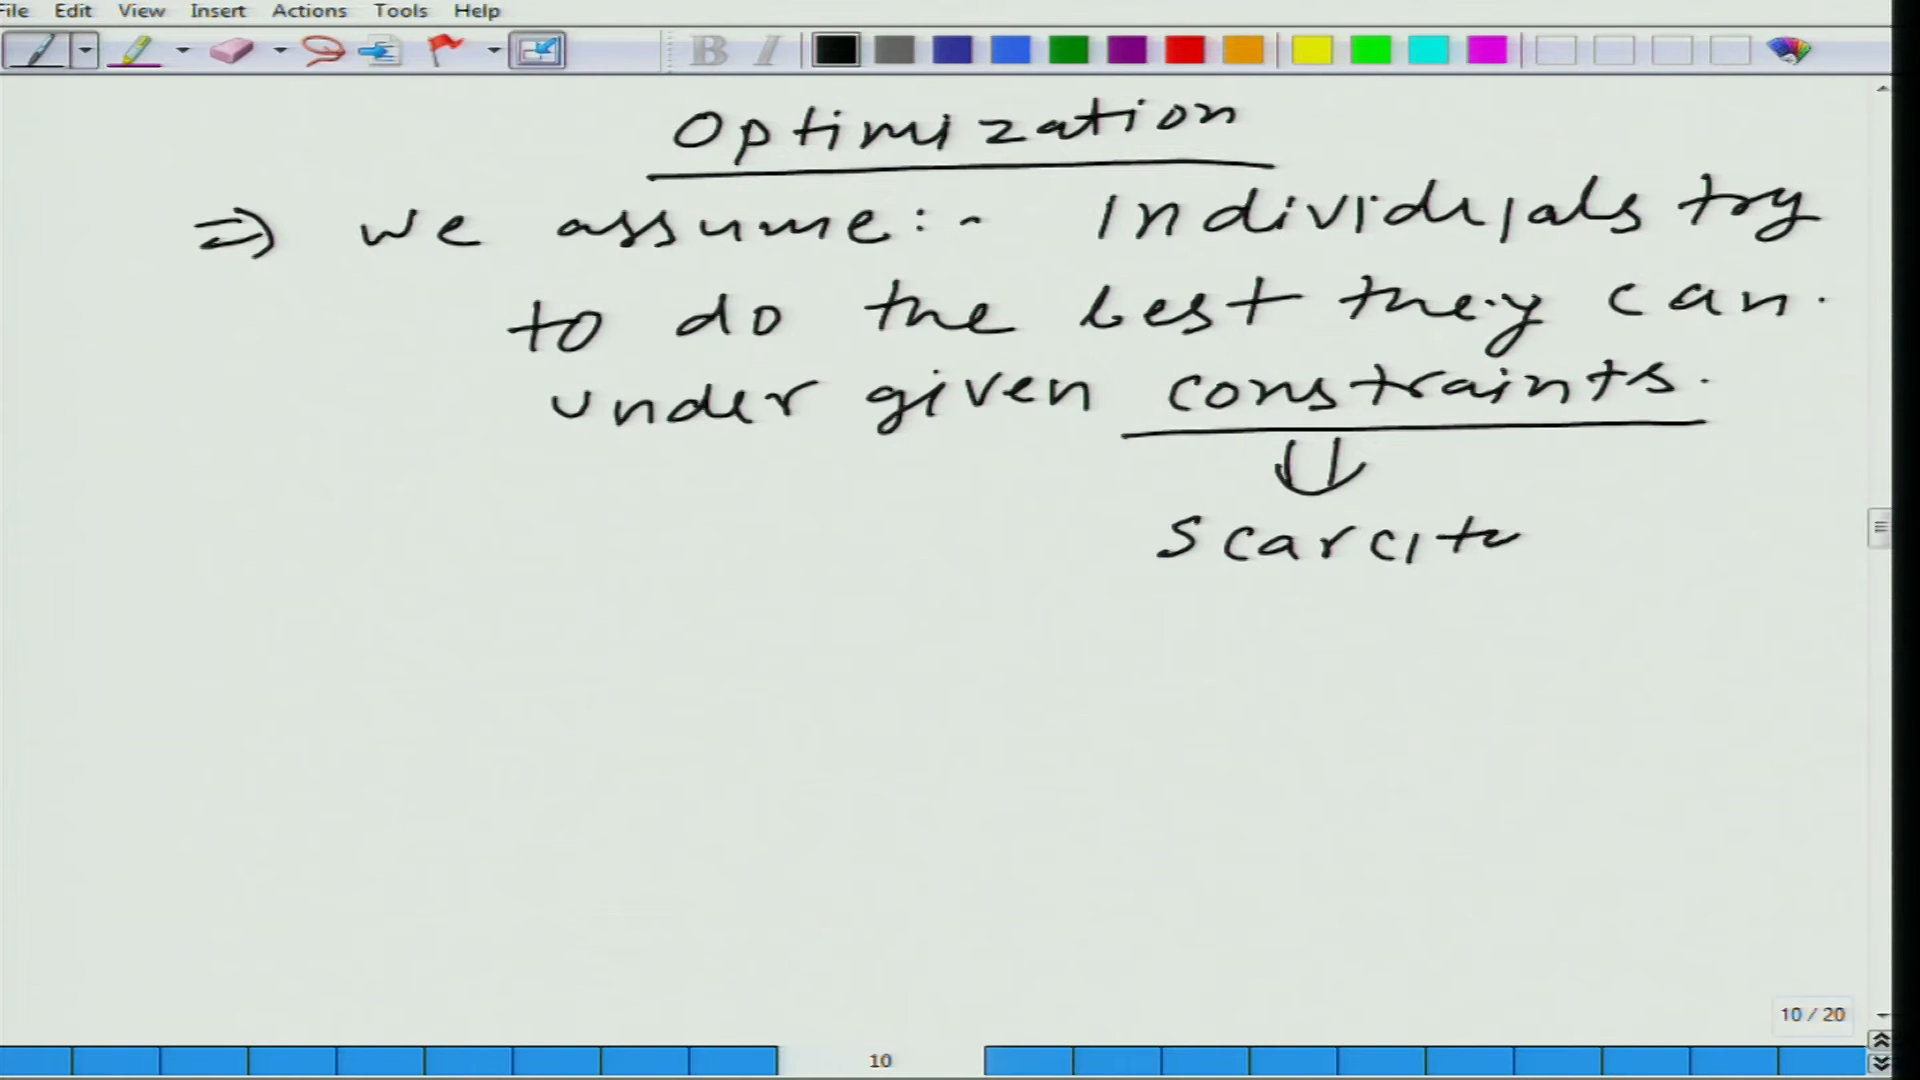 File Edit View Insert Actions Tools Help
B I
Optimization
⇒ We assume:- Individuals try
to do the best they can.
under given constraints.
⇓
Scarcit
10 / 20
10